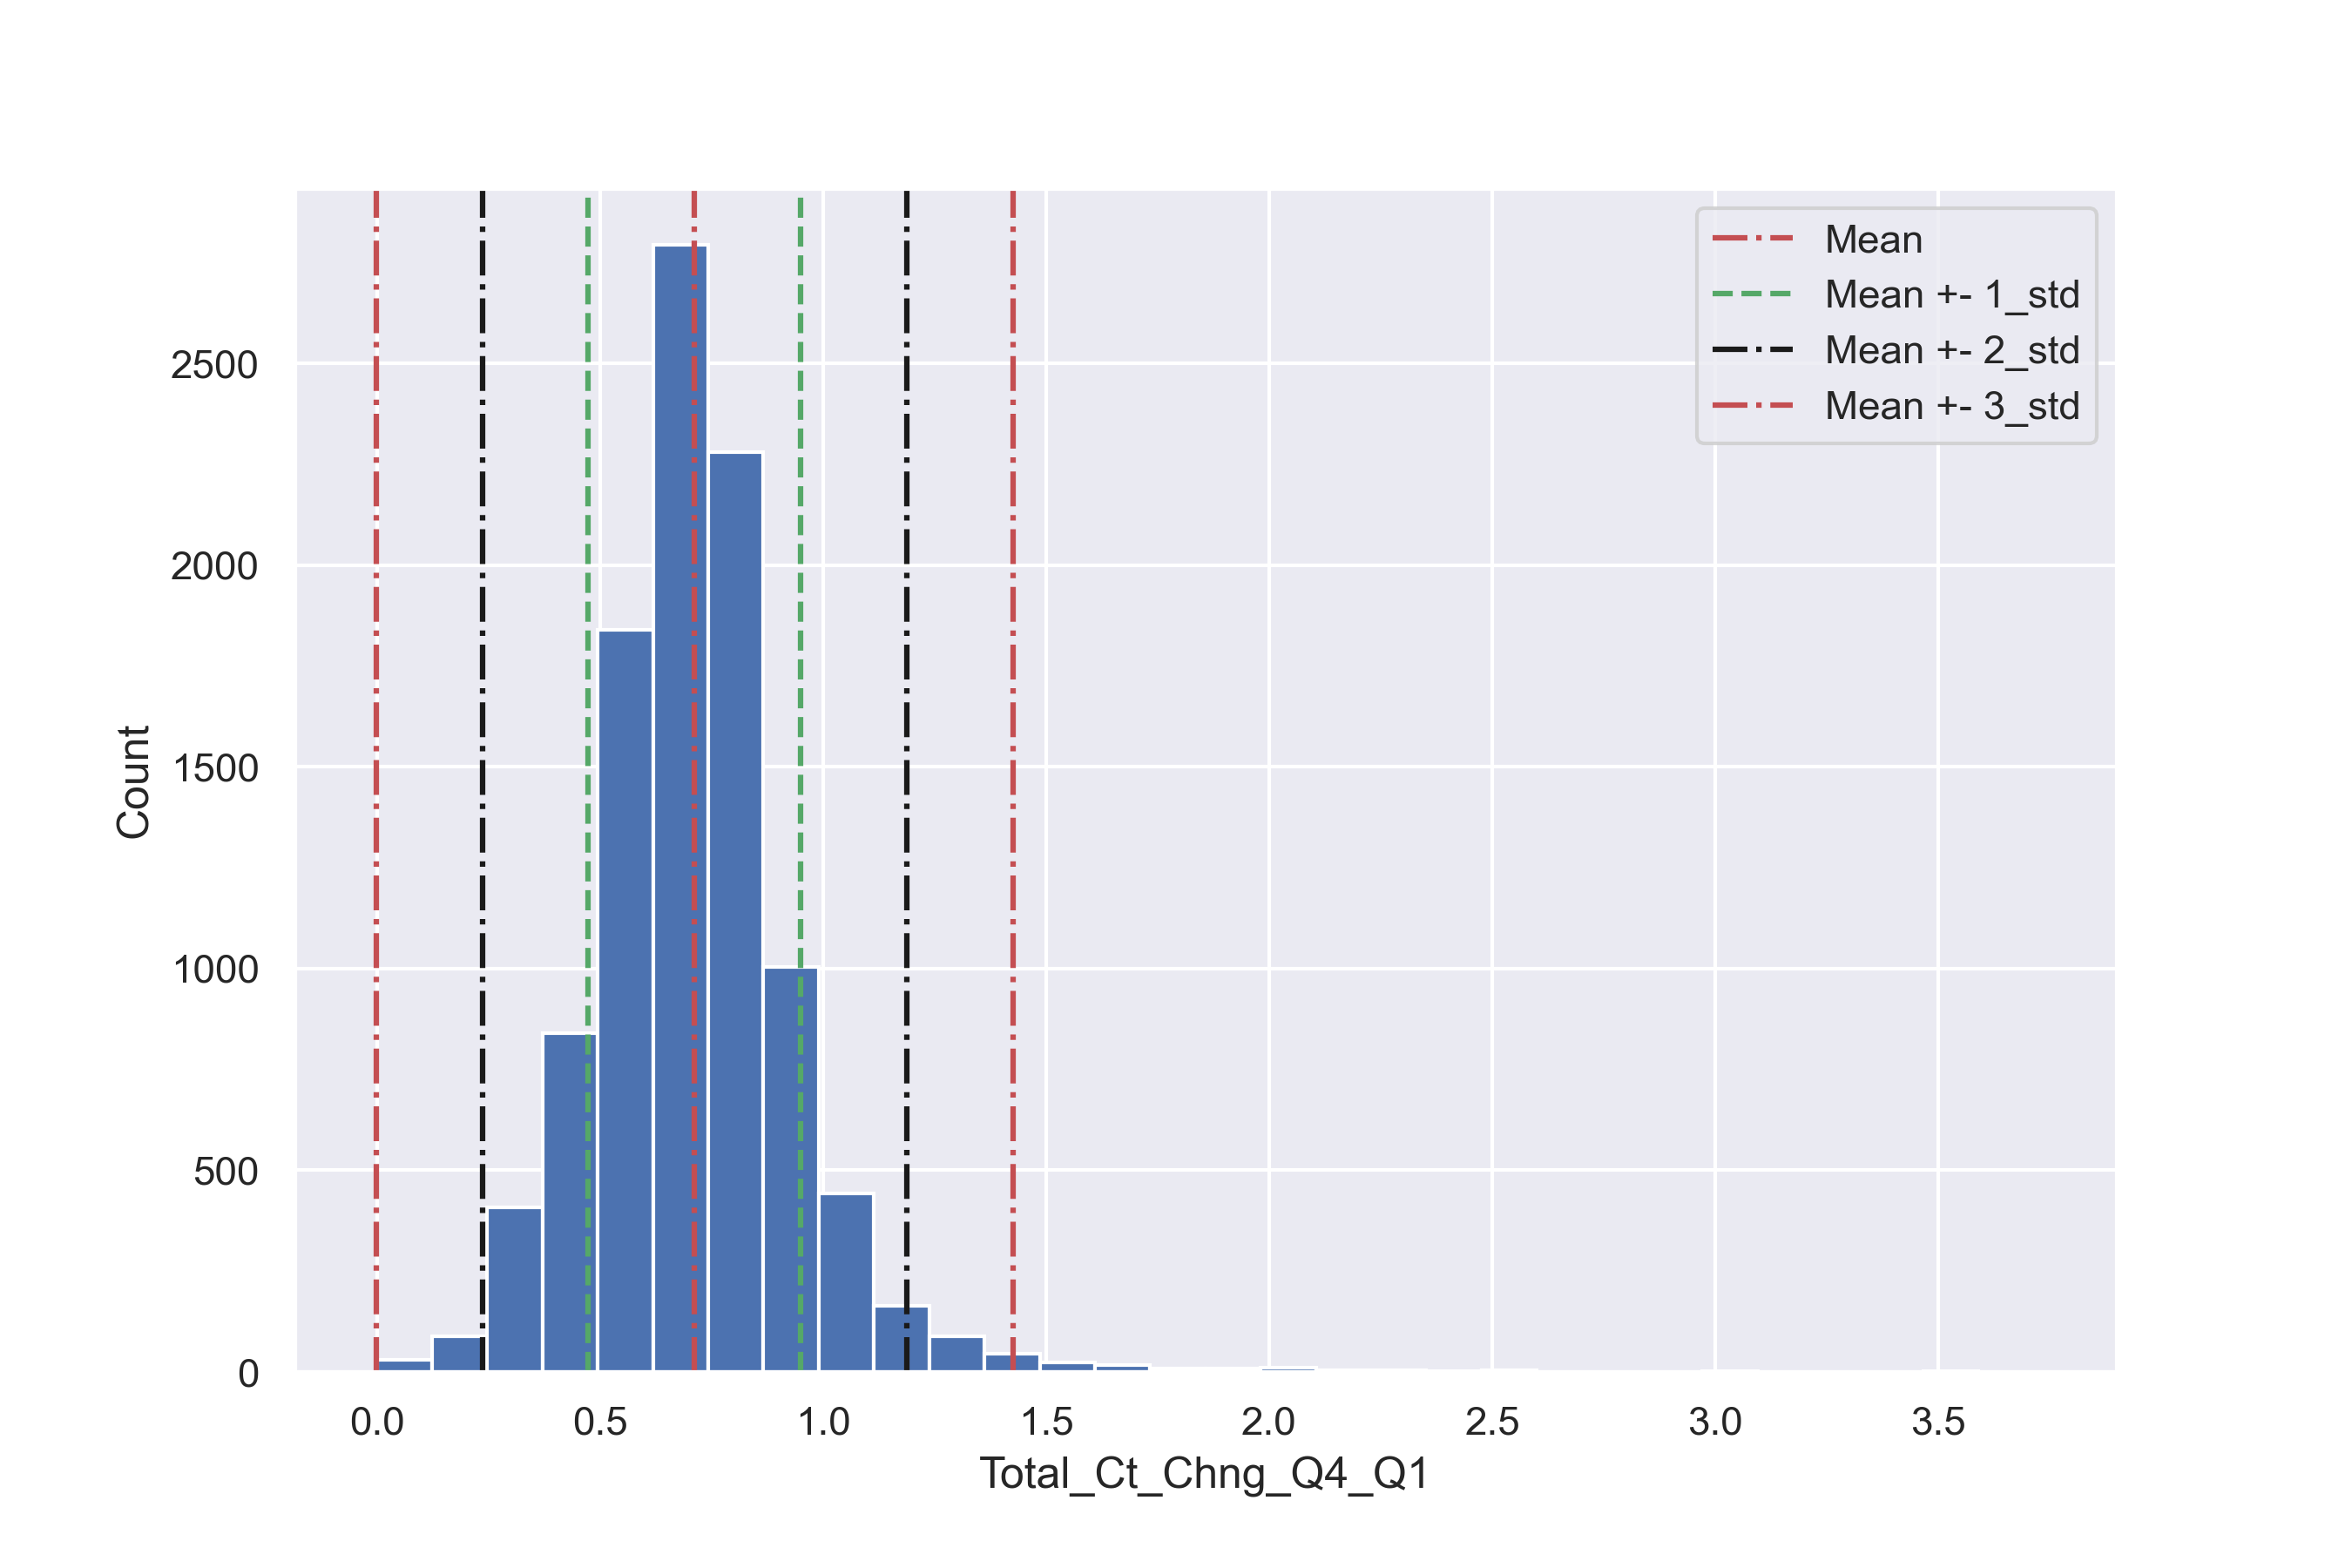 Mean
Mean +- 1_std
Mean +- 2_std
Mean +- 3_std
2500
2000
1500
1000
500
0
Count
0.0 0.5 1.0 1.5 2.0 2.5 3.0 3.5
Total_Ct_Chng_Q4_Q1